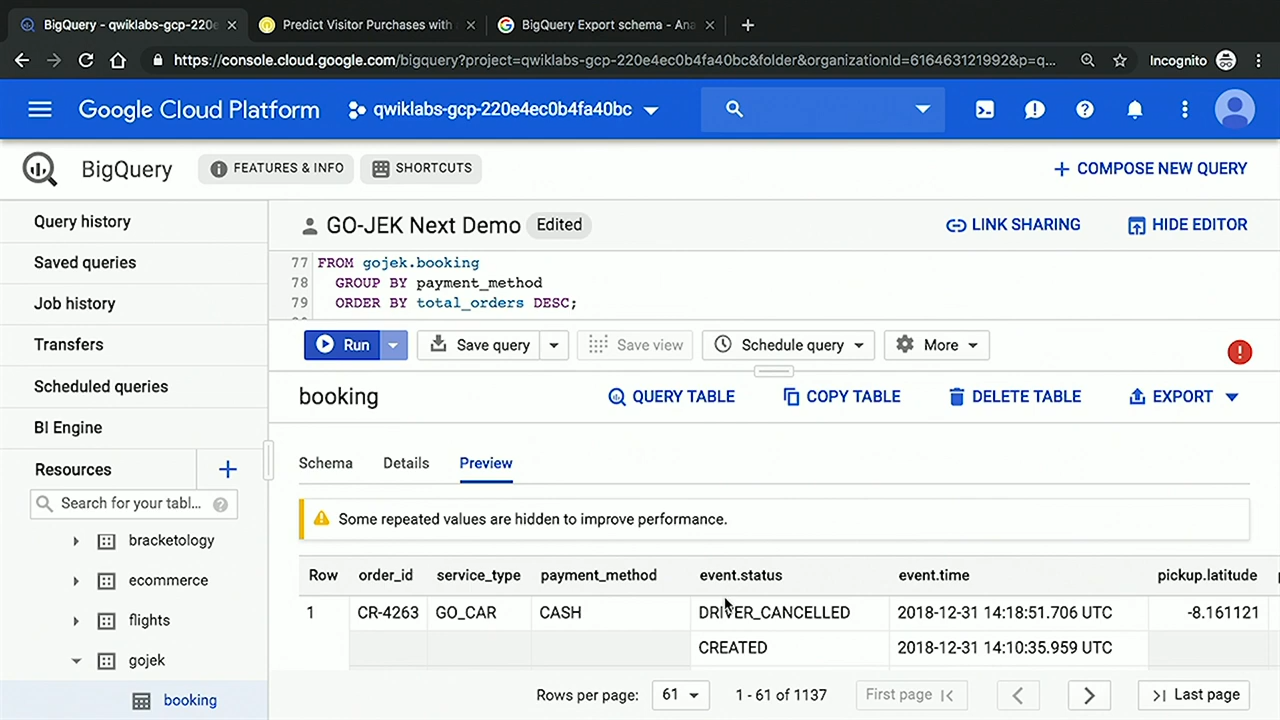 BigQuery - qwiklabs-gcp-220e
Predict Visitor Purchases with
BigQuery Export schema - Ana
https://console.cloud.google.com/bigquery?project=qwiklabs-gcp-220e4ec0b4fa40bc&folder&organizationId=616463121992&p=q...
Incognito
Google Cloud Platform
qwiklabs-gcp-220e4ec0b4fa40bc
BigQuery
FEATURES & INFO
SHORTCUTS
COMPOSE NEW QUERY
Query history
Saved queries
Job history
Transfers
Scheduled queries
BI Engine
Resources
Search for your tabl...
bracketology
ecommerce
flights
gojek
booking
GO-JEK Next Demo Edited
LINK SHARING
HIDE EDITOR
77 FROM gojek.booking
78 GROUP BY payment_method
79 ORDER BY total_orders DESC;
Run
Save query
Save view
Schedule query
More
booking
QUERY TABLE
COPY TABLE
DELETE TABLE
EXPORT
Schema Details Preview
Some repeated values are hidden to improve performance.
Row order_id service_type payment_method event.status event.time pickup.latitude
1 CR-4263 GO_CAR CASH DRIVER_CANCELLED 2018-12-31 14:18:51.706 UTC -8.161121
CREATED 2018-12-31 14:10:35.959 UTC
Rows per page: 61 1 - 61 of 1137 First page Last page